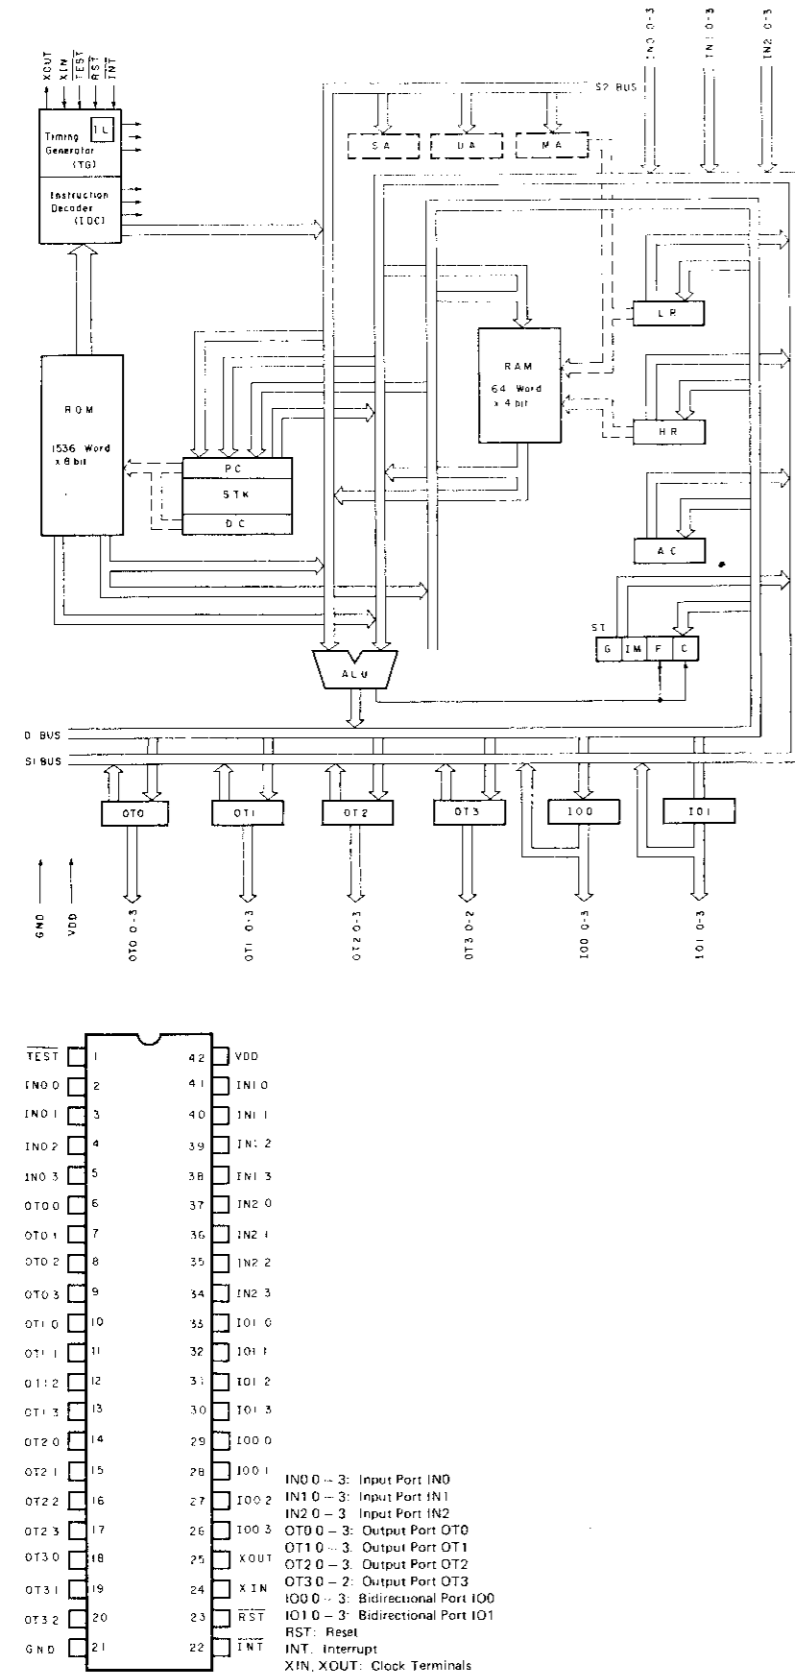 XOUT
XIN
TEST
RST
INT
IN0 0-3
IN1 0-3
IN2 0-3
S2 BUS
Timing
Generator
(TG)
IL
Instruction
Decoder
(IDC)
SA
DA
MA
LR
RAM
64 Word
x 4 bit
HR
ROM
1536 Word
x 8 bit
PC
STK
DC
AC
ST
G IM F C
ALU
D BUS
S1 BUS
OT0
OT1
OT2
OT3
IO0
IO1
GND
VDD
OT0 0-3
OT1 0-3
OT2 0-3
OT3 0-2
IO0 0-3
IO1 0-3
TEST 1 42 VDD
IN0 0 2 41 IN1 0
IN0 1 3 40 IN1 1
IN0 2 4 39 IN1 2
IN0 3 5 38 IN1 3
OT0 0 6 37 IN2 0
OT0 1 7 36 IN2 1
OT0 2 8 35 IN2 2
OT0 3 9 34 IN2 3
OT1 0 10 33 IO1 0
OT1 1 11 32 IO1 1
OT1 2 12 31 IO1 2
OT1 3 13 30 IO1 3
OT2 0 14 29 IO0 0
OT2 1 15 28 IO0 1
OT2 2 16 27 IO0 2
OT2 3 17 26 IO0 3
OT3 0 18 25 XOUT
OT3 1 19 24 XIN
OT3 2 20 23 RST
GND 21 22 INT
IN0 0 – 3: Input Port IN0
IN1 0 – 3: Input Port IN1
IN2 0 – 3 Input Port IN2
OT0 0 – 3: Output Port OT0
OT1 0 – 3. Output Port OT1
OT2 0 – 3. Output Port OT2
OT3 0 – 2: Output Port OT3
IO0 0 – 3: Bidirectional Port IO0
IO1 0 – 3: Bidirectional Port IO1
RST: Reset
INT. Interrupt
XIN, XOUT: Clock Terminals